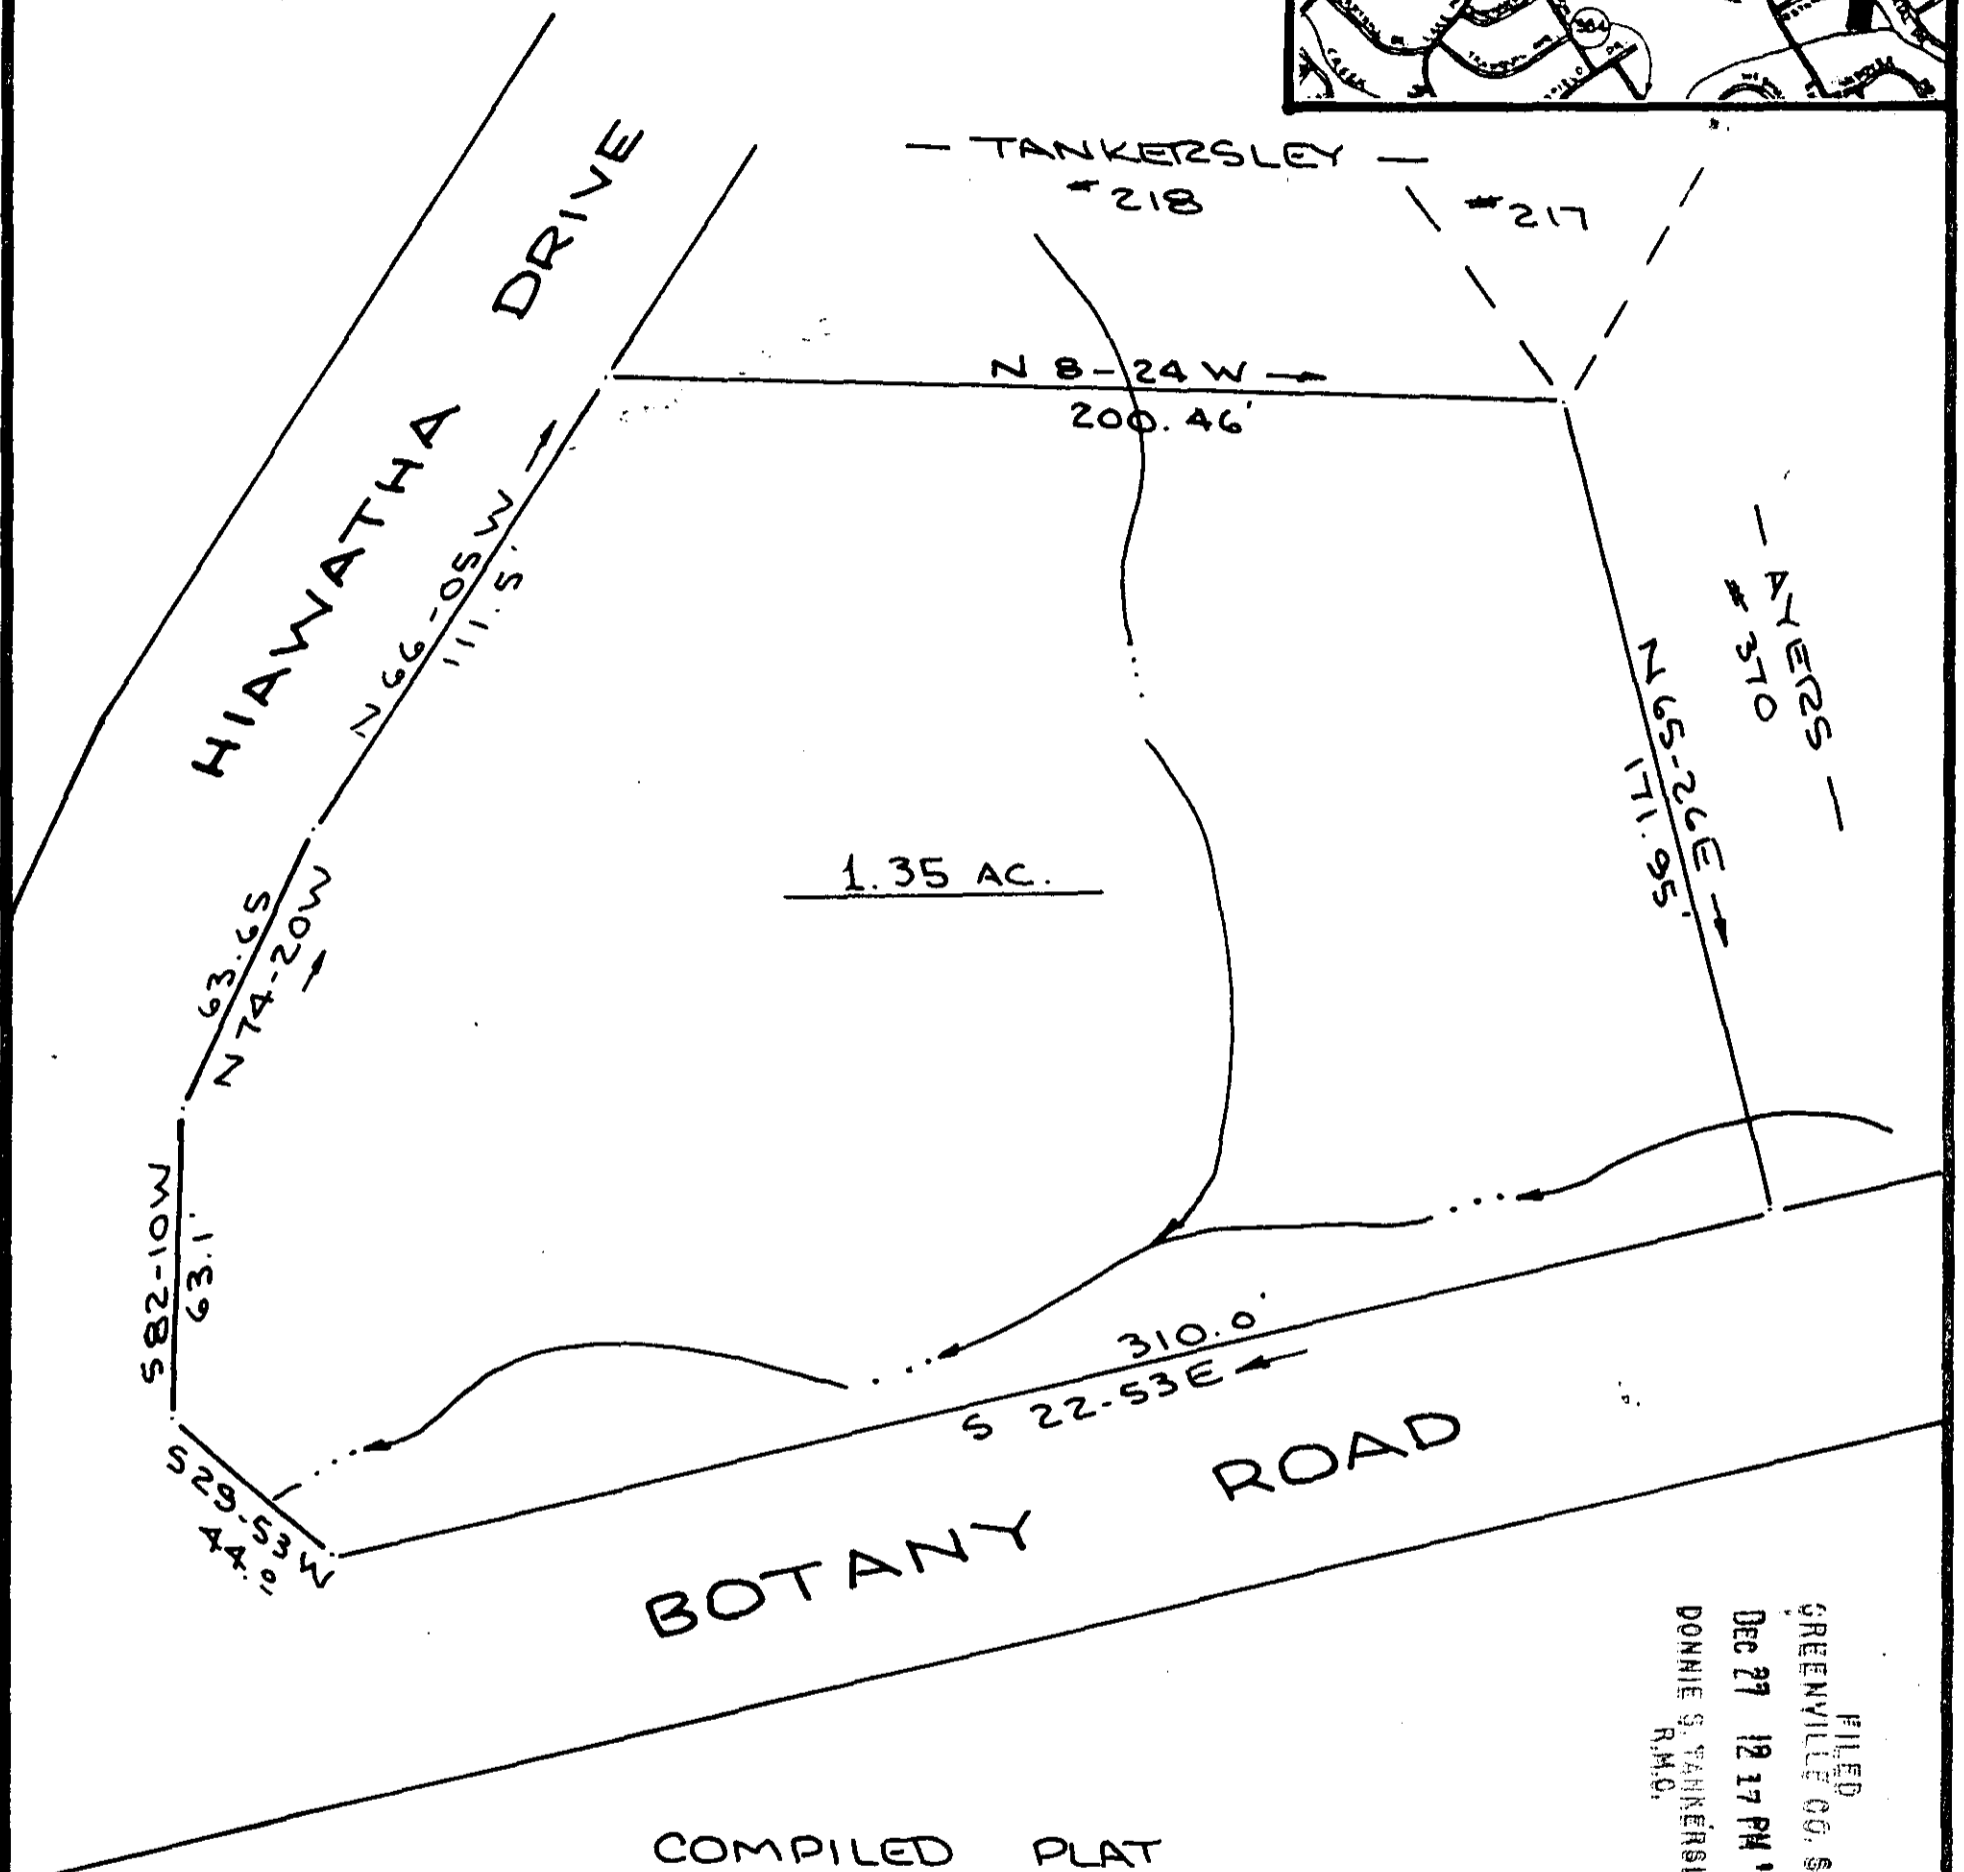 — TANKERSLEY —
#218
#217
HIAWATHA DRIVE
N 8-24 W
200.46'
N 66-05 W
111.5'
— AYERS —
#370
N 65-26 E
171.95'
1.35 AC.
63.65
N 74-20 W
S 82-10 W
63.1'
310.0'
S 22-53 E
S 29-53 W
44.0
BOTANY ROAD
FILED
GREENVILLE CO. S
DEC 27 12 17 PM '
DONNIE S. TANKERSL
R.M.C.
COMPILED PLAT